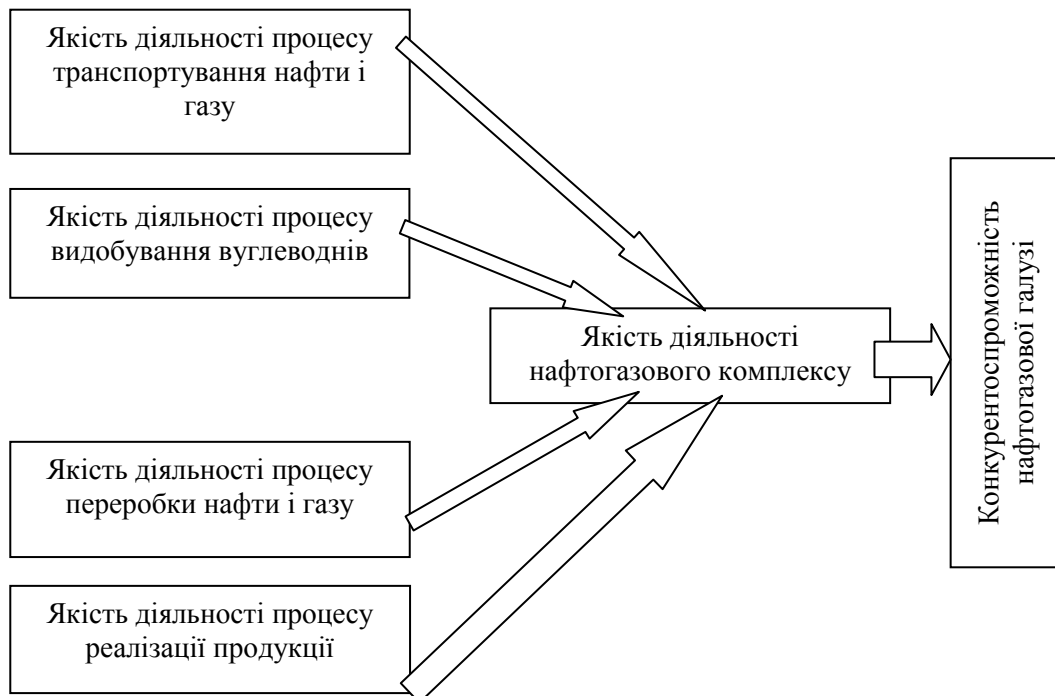 Якість діяльності процесу
транспортування нафти і
газу
Якість діяльності процесу
видобування вуглеводнів
Якість діяльності
нафтогазового комплексу
Якість діяльності процесу
переробки нафти і газу
Якість діяльності процесу
реалізації продукції
Конкурентоспроможність
нафтогазової галузі